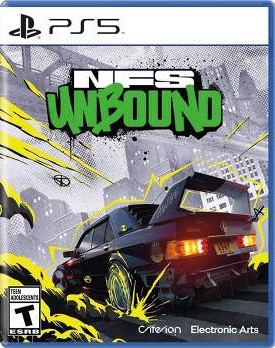 PS5
NFS
UNBOUND
TEEN
ADOLESCENTS
T
ESRB
Criterion
Electronic Arts